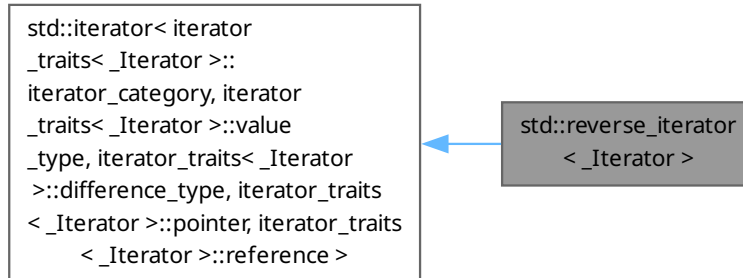 std::iterator< iterator
_traits< _Iterator >::
iterator_category, iterator
_traits< _Iterator >::value
_type, iterator_traits< _Iterator
>::difference_type, iterator_traits
< _Iterator >::pointer, iterator_traits
< _Iterator >::reference >
std::reverse_iterator
< _Iterator >